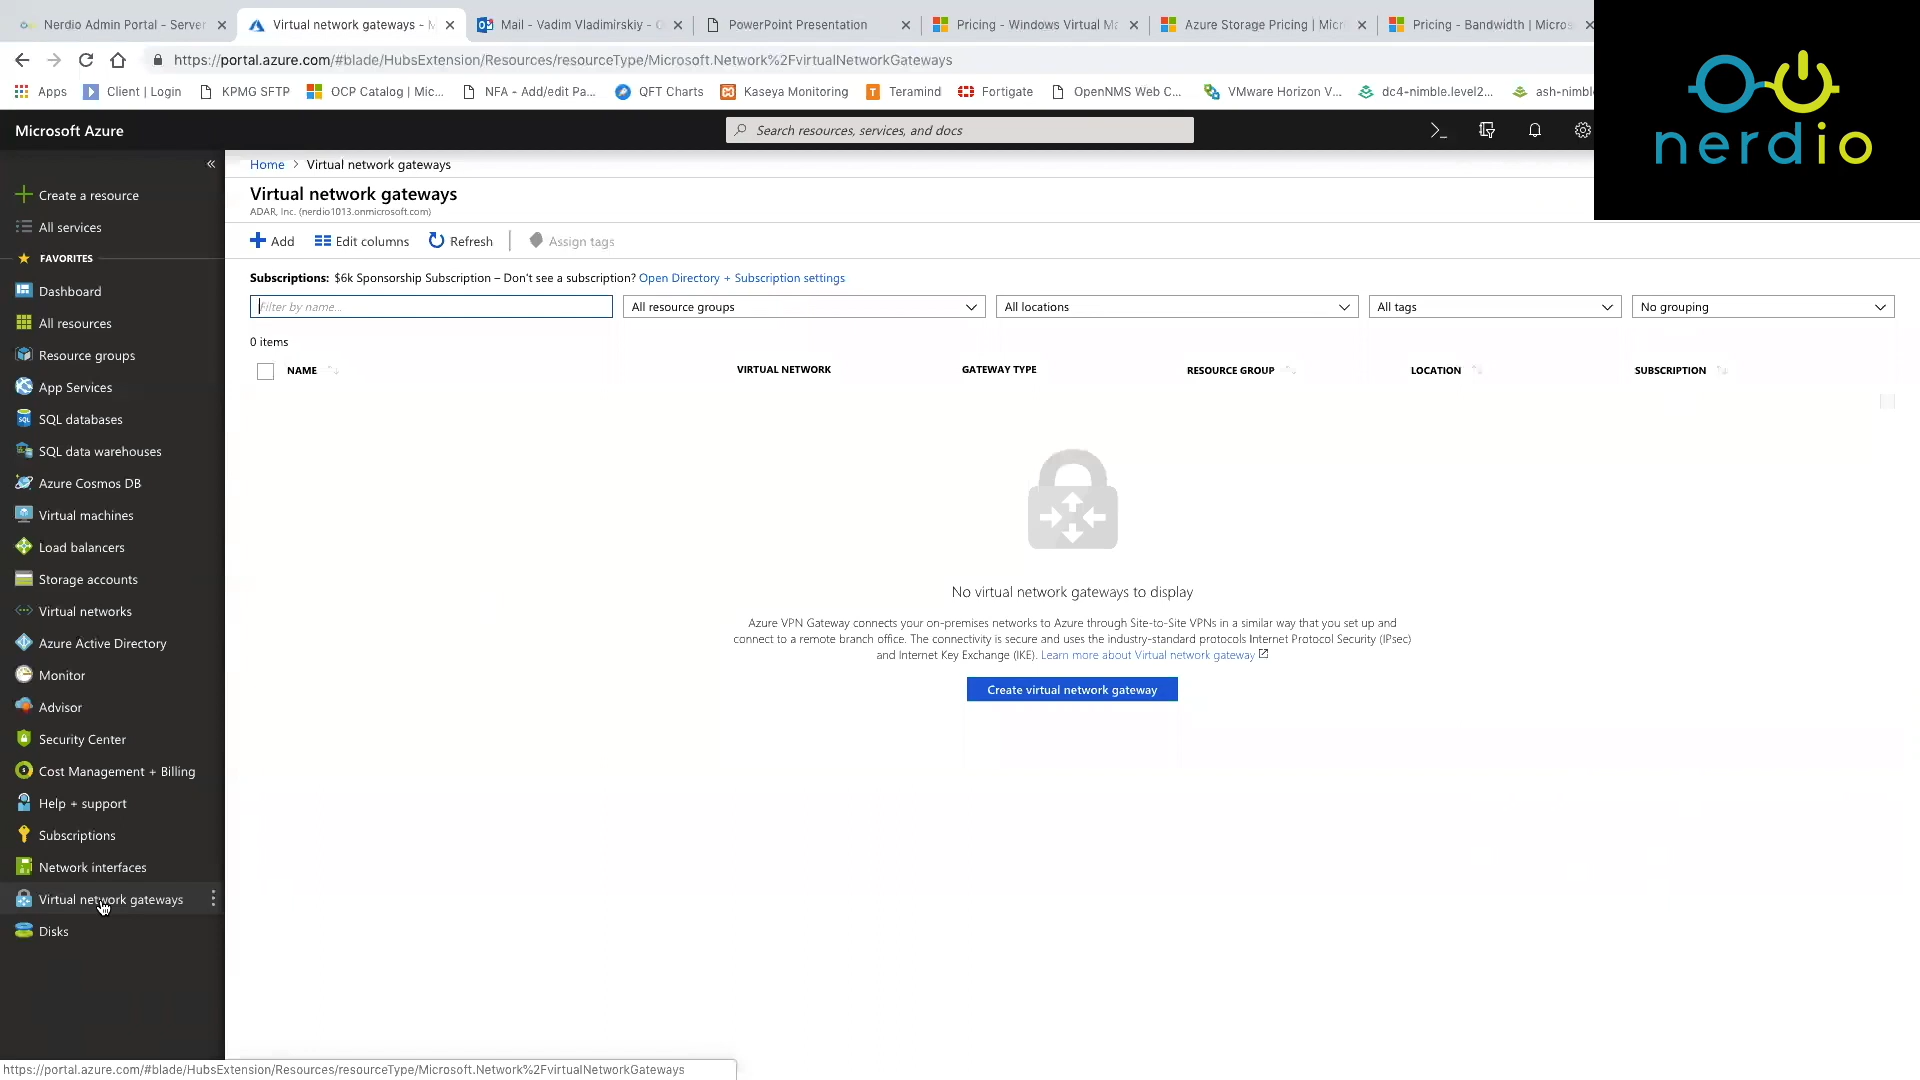 Nerdio Admin Portal - Server
Virtual network gateways - M
Mail - Vadim Vladimirskiy - O
PowerPoint Presentation
Pricing - Windows Virtual Ma
Azure Storage Pricing | Micr
Pricing - Bandwidth | Micros
https://portal.azure.com/#blade/HubsExtension/Resources/resourceType/Microsoft.Network%2FvirtualNetworkGateways
Apps
Client | Login
KPMG SFTP
OCP Catalog | Mic...
NFA - Add/edit Pa...
QFT Charts
Kaseya Monitoring
Teramind
Fortigate
OpenNMS Web C...
VMware Horizon V...
dc4-nimble.level2...
ash-nimbl
nerdio
Microsoft Azure
Search resources, services, and docs
Create a resource
All services
FAVORITES
Dashboard
All resources
Resource groups
App Services
SQL databases
SQL data warehouses
Azure Cosmos DB
Virtual machines
Load balancers
Storage accounts
Virtual networks
Azure Active Directory
Monitor
Advisor
Security Center
Cost Management + Billing
Help + support
Subscriptions
Network interfaces
Virtual network gateways
Disks
Home > Virtual network gateways
Virtual network gateways
ADAR, Inc. (nerdio1013.onmicrosoft.com)
Add
Edit columns
Refresh
Assign tags
Subscriptions: $6k Sponsorship Subscription – Don't see a subscription? Open Directory + Subscription settings
Filter by name...
All resource groups
All locations
All tags
No grouping
0 items
NAME
VIRTUAL NETWORK
GATEWAY TYPE
RESOURCE GROUP
LOCATION
SUBSCRIPTION
No virtual network gateways to display
Azure VPN Gateway connects your on-premises networks to Azure through Site-to-Site VPNs in a similar way that you set up and
connect to a remote branch office. The connectivity is secure and uses the industry-standard protocols Internet Protocol Security (IPsec)
and Internet Key Exchange (IKE). Learn more about Virtual network gateway
Create virtual network gateway
https://portal.azure.com/#blade/HubsExtension/Resources/resourceType/Microsoft.Network%2FvirtualNetworkGateways